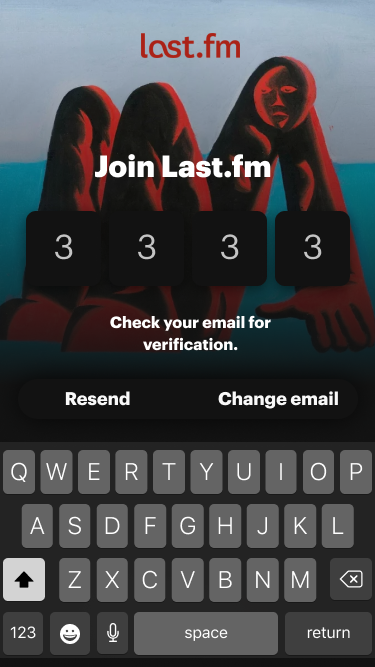 last.fm
Join Last.fm
3 3 3 3
Check your email for
verification.
Resend Change email
Q W E R T Y U I O P
A S D F G H J K L
Z X C V B N M
123 space return